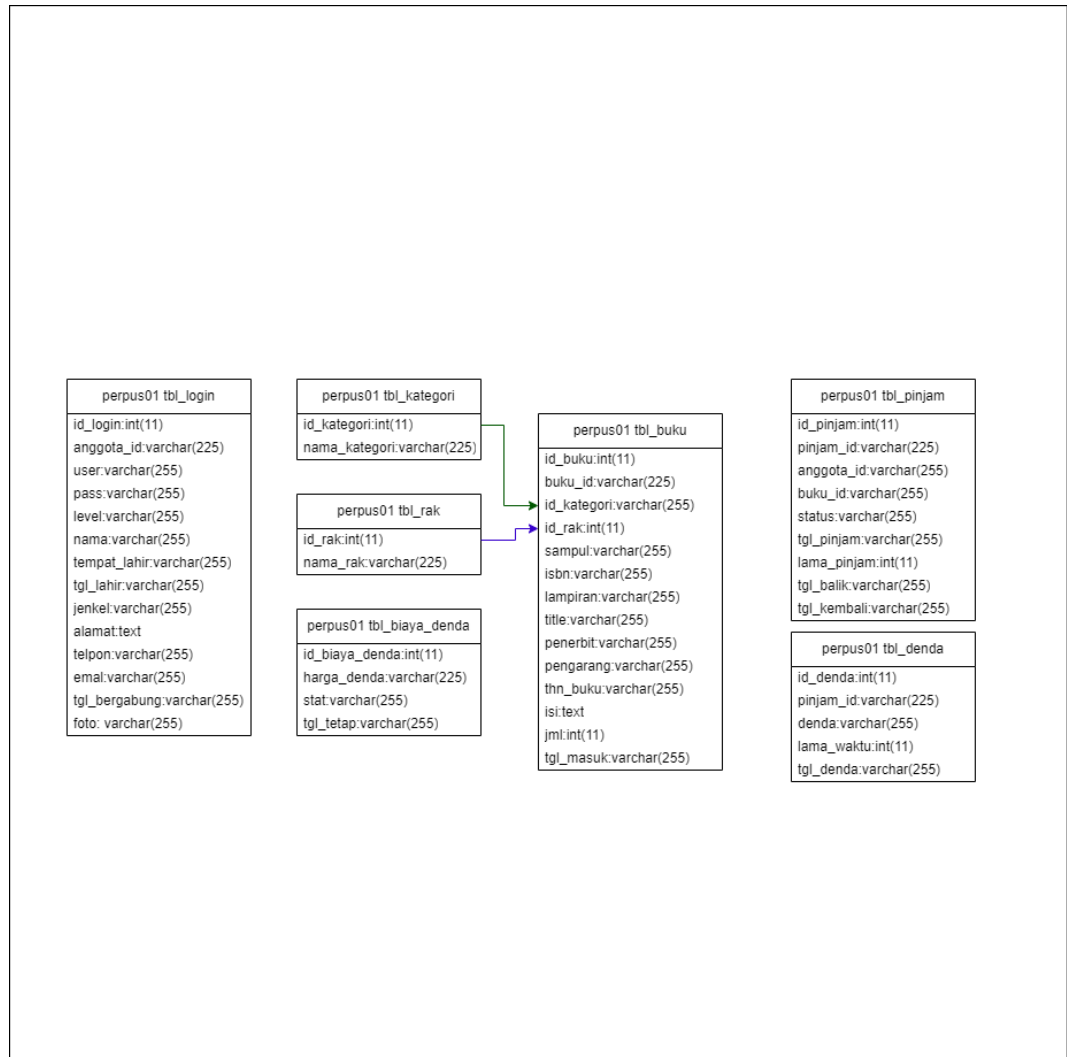 perpus01 tbl_login
id_login:int(11)
anggota_id:varchar(225)
user:varchar(255)
pass:varchar(255)
level:varchar(255)
nama:varchar(255)
tempat_lahir:varchar(255)
tgl_lahir:varchar(255)
jenkel:varchar(255)
alamat:text
telpon:varchar(255)
emal:varchar(255)
tgl_bergabung:varchar(255)
foto: varchar(255)
perpus01 tbl_kategori
id_kategori:int(11)
nama_kategori:varchar(225)
perpus01 tbl_rak
id_rak:int(11)
nama_rak:varchar(225)
perpus01 tbl_biaya_denda
id_biaya_denda:int(11)
harga_denda:varchar(225)
stat:varchar(255)
tgl_tetap:varchar(255)
perpus01 tbl_buku
id_buku:int(11)
buku_id:varchar(225)
id_kategori:varchar(255)
id_rak:int(11)
sampul:varchar(255)
isbn:varchar(255)
lampiran:varchar(255)
title:varchar(255)
penerbit:varchar(255)
pengarang:varchar(255)
thn_buku:varchar(255)
isi:text
jml:int(11)
tgl_masuk:varchar(255)
perpus01 tbl_pinjam
id_pinjam:int(11)
pinjam_id:varchar(225)
anggota_id:varchar(255)
buku_id:varchar(255)
status:varchar(255)
tgl_pinjam:varchar(255)
lama_pinjam:int(11)
tgl_balik:varchar(255)
tgl_kembali:varchar(255)
perpus01 tbl_denda
id_denda:int(11)
pinjam_id:varchar(225)
denda:varchar(255)
lama_waktu:int(11)
tgl_denda:varchar(255)